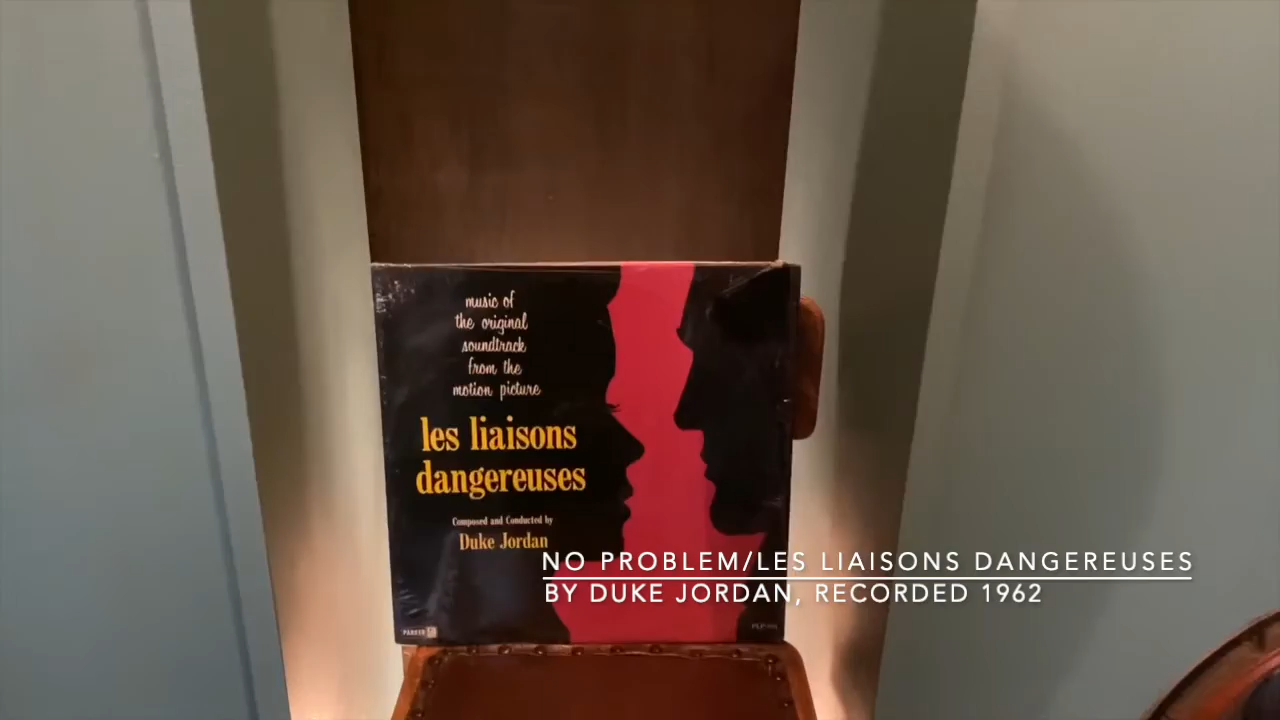 music of
the original
soundtrack
from the
motion picture
les liaisons
dangereuses
Composed and Conducted by
Duke Jordan
PARKER
NO PROBLEM/LES LIAISONS DANGEREUSES
BY DUKE JORDAN, RECORDED 1962